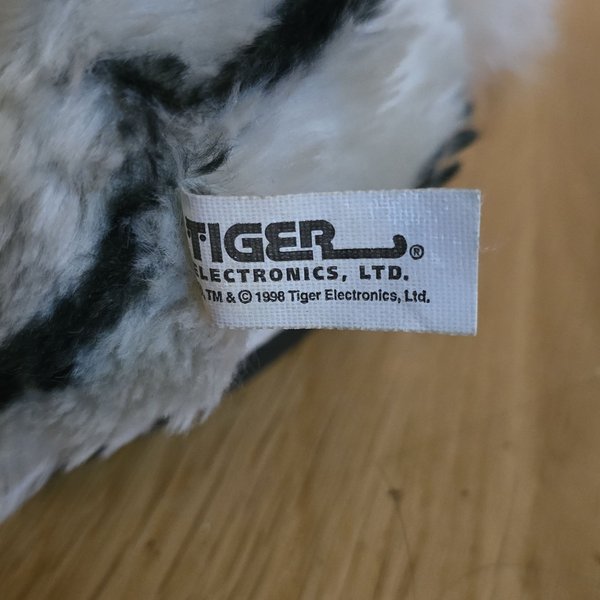 TIGER®
ELECTRONICS, LTD.
TM & © 1998 Tiger Electronics, Ltd.